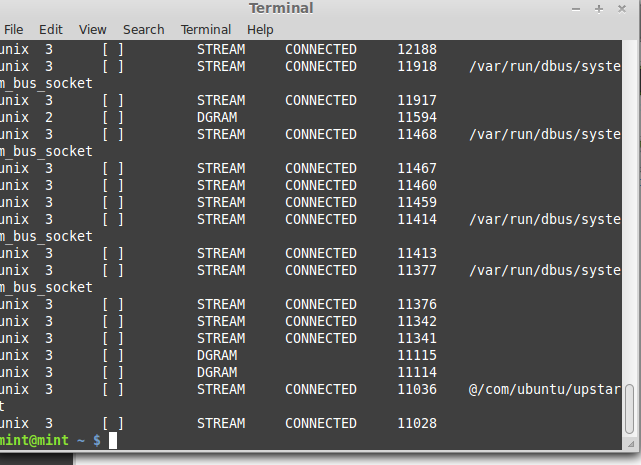 Terminal
File Edit View Search Terminal Help
unix 3 [ ] STREAM CONNECTED 12188
unix 3 [ ] STREAM CONNECTED 11918 /var/run/dbus/syste
m_bus_socket
unix 3 [ ] STREAM CONNECTED 11917
unix 2 [ ] DGRAM 11594
unix 3 [ ] STREAM CONNECTED 11468 /var/run/dbus/syste
m_bus_socket
unix 3 [ ] STREAM CONNECTED 11467
unix 3 [ ] STREAM CONNECTED 11460
unix 3 [ ] STREAM CONNECTED 11459
unix 3 [ ] STREAM CONNECTED 11414 /var/run/dbus/syste
m_bus_socket
unix 3 [ ] STREAM CONNECTED 11413
unix 3 [ ] STREAM CONNECTED 11377 /var/run/dbus/syste
m_bus_socket
unix 3 [ ] STREAM CONNECTED 11376
unix 3 [ ] STREAM CONNECTED 11342
unix 3 [ ] STREAM CONNECTED 11341
unix 3 [ ] DGRAM 11115
unix 3 [ ] DGRAM 11114
unix 3 [ ] STREAM CONNECTED 11036 @/com/ubuntu/upstar
t
unix 3 [ ] STREAM CONNECTED 11028
mint@mint ~ $